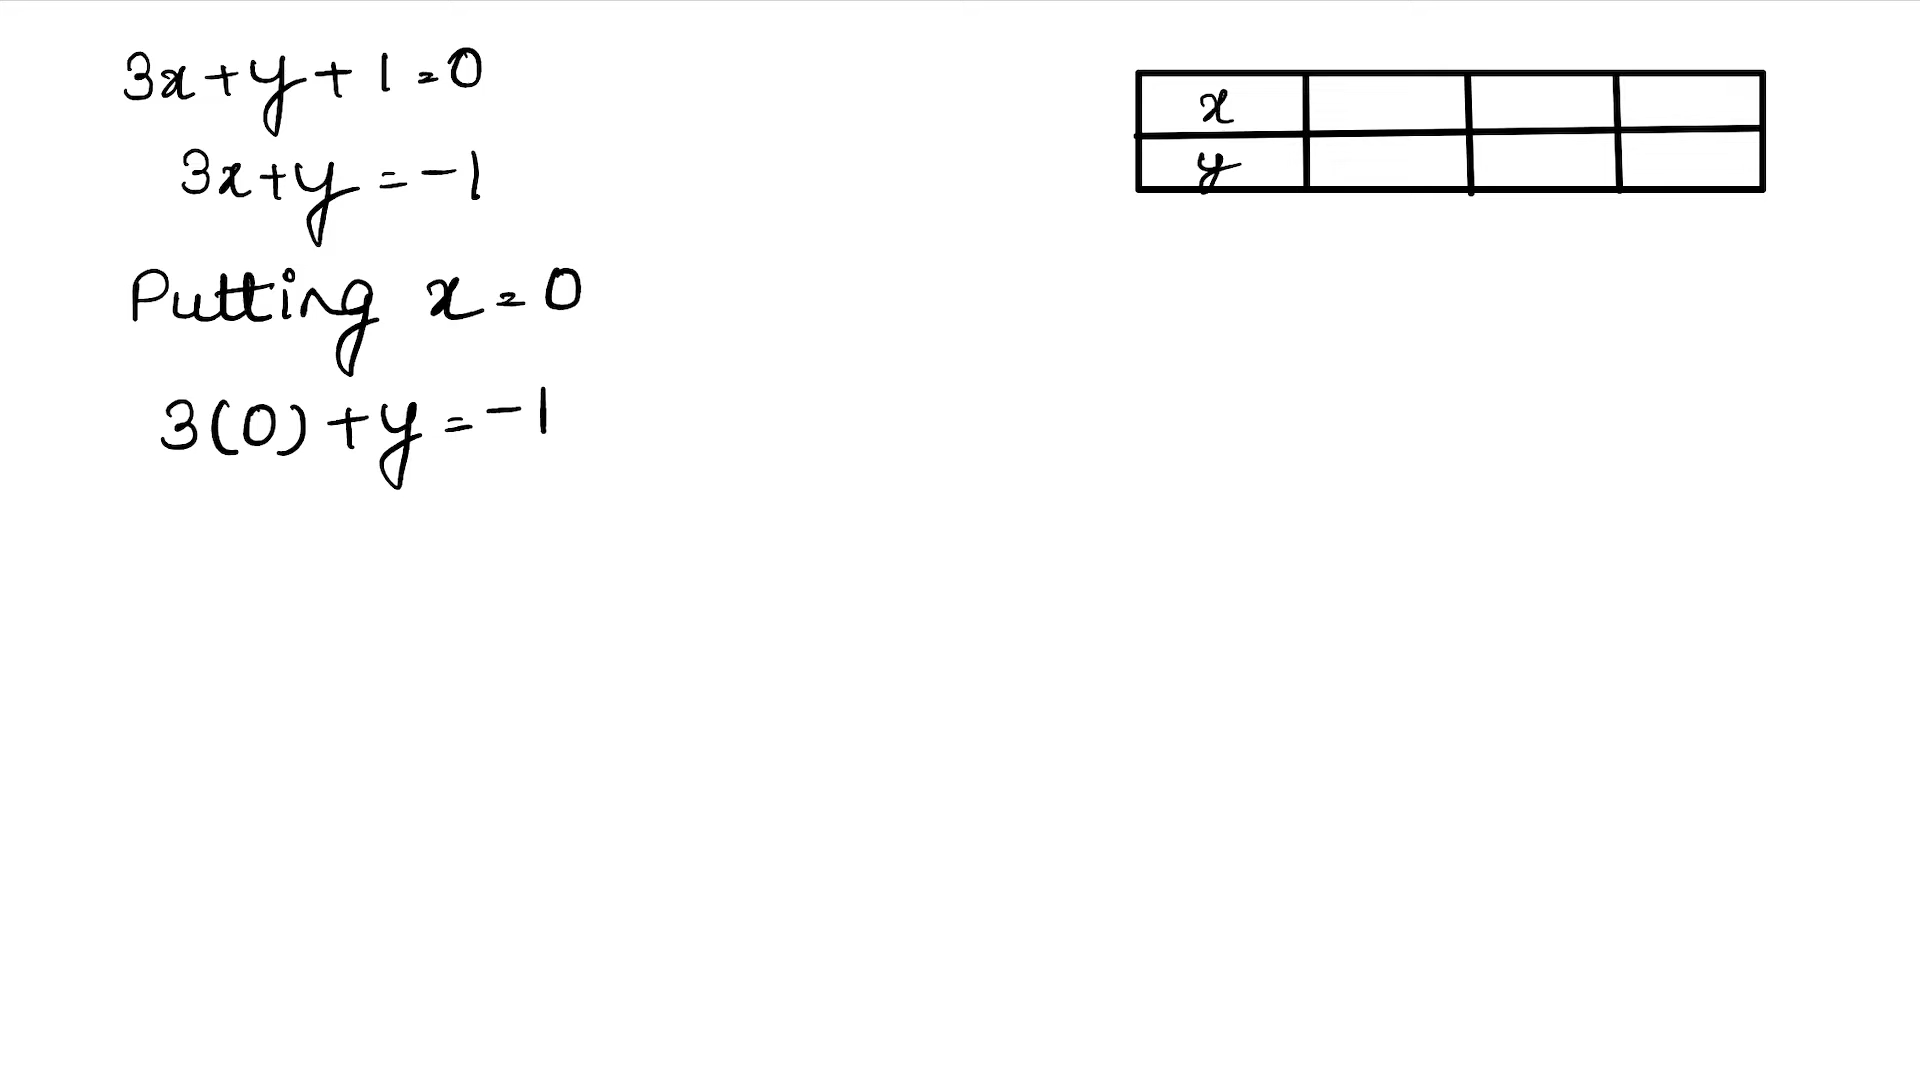 3x+y+1=0
3x+y=-1
Putting x=0
3(0)+y=-1
x
y